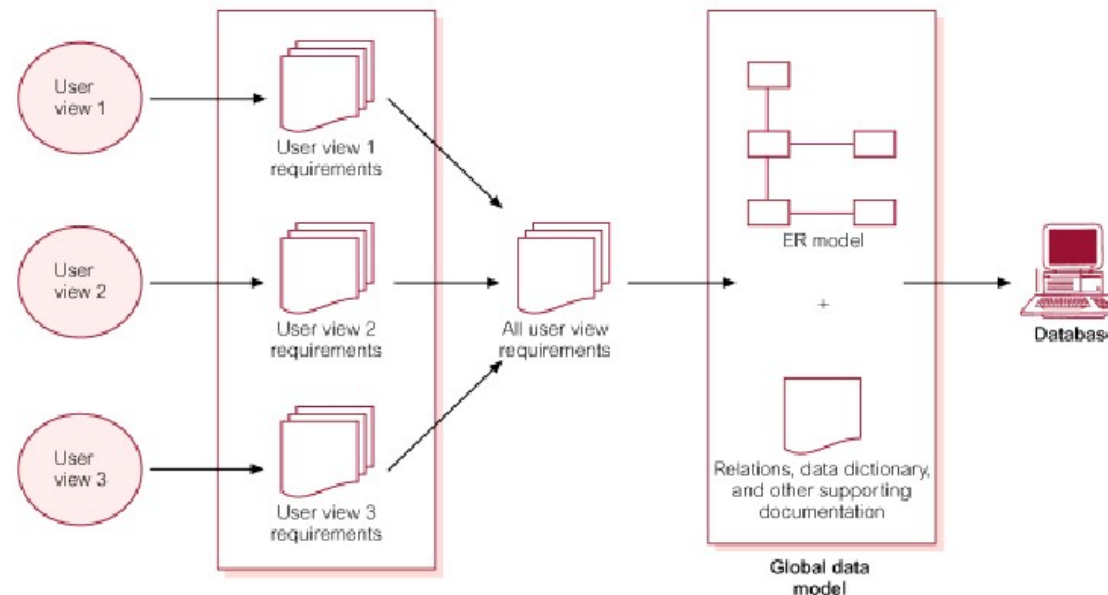 User
view 1
User view 1
requirements
User
view 2
User view 2
requirements
All user view
requirements
User
view 3
User view 3
requirements
ER model
+
Relations, data dictionary,
and other supporting
documentation
Global data
model
Database